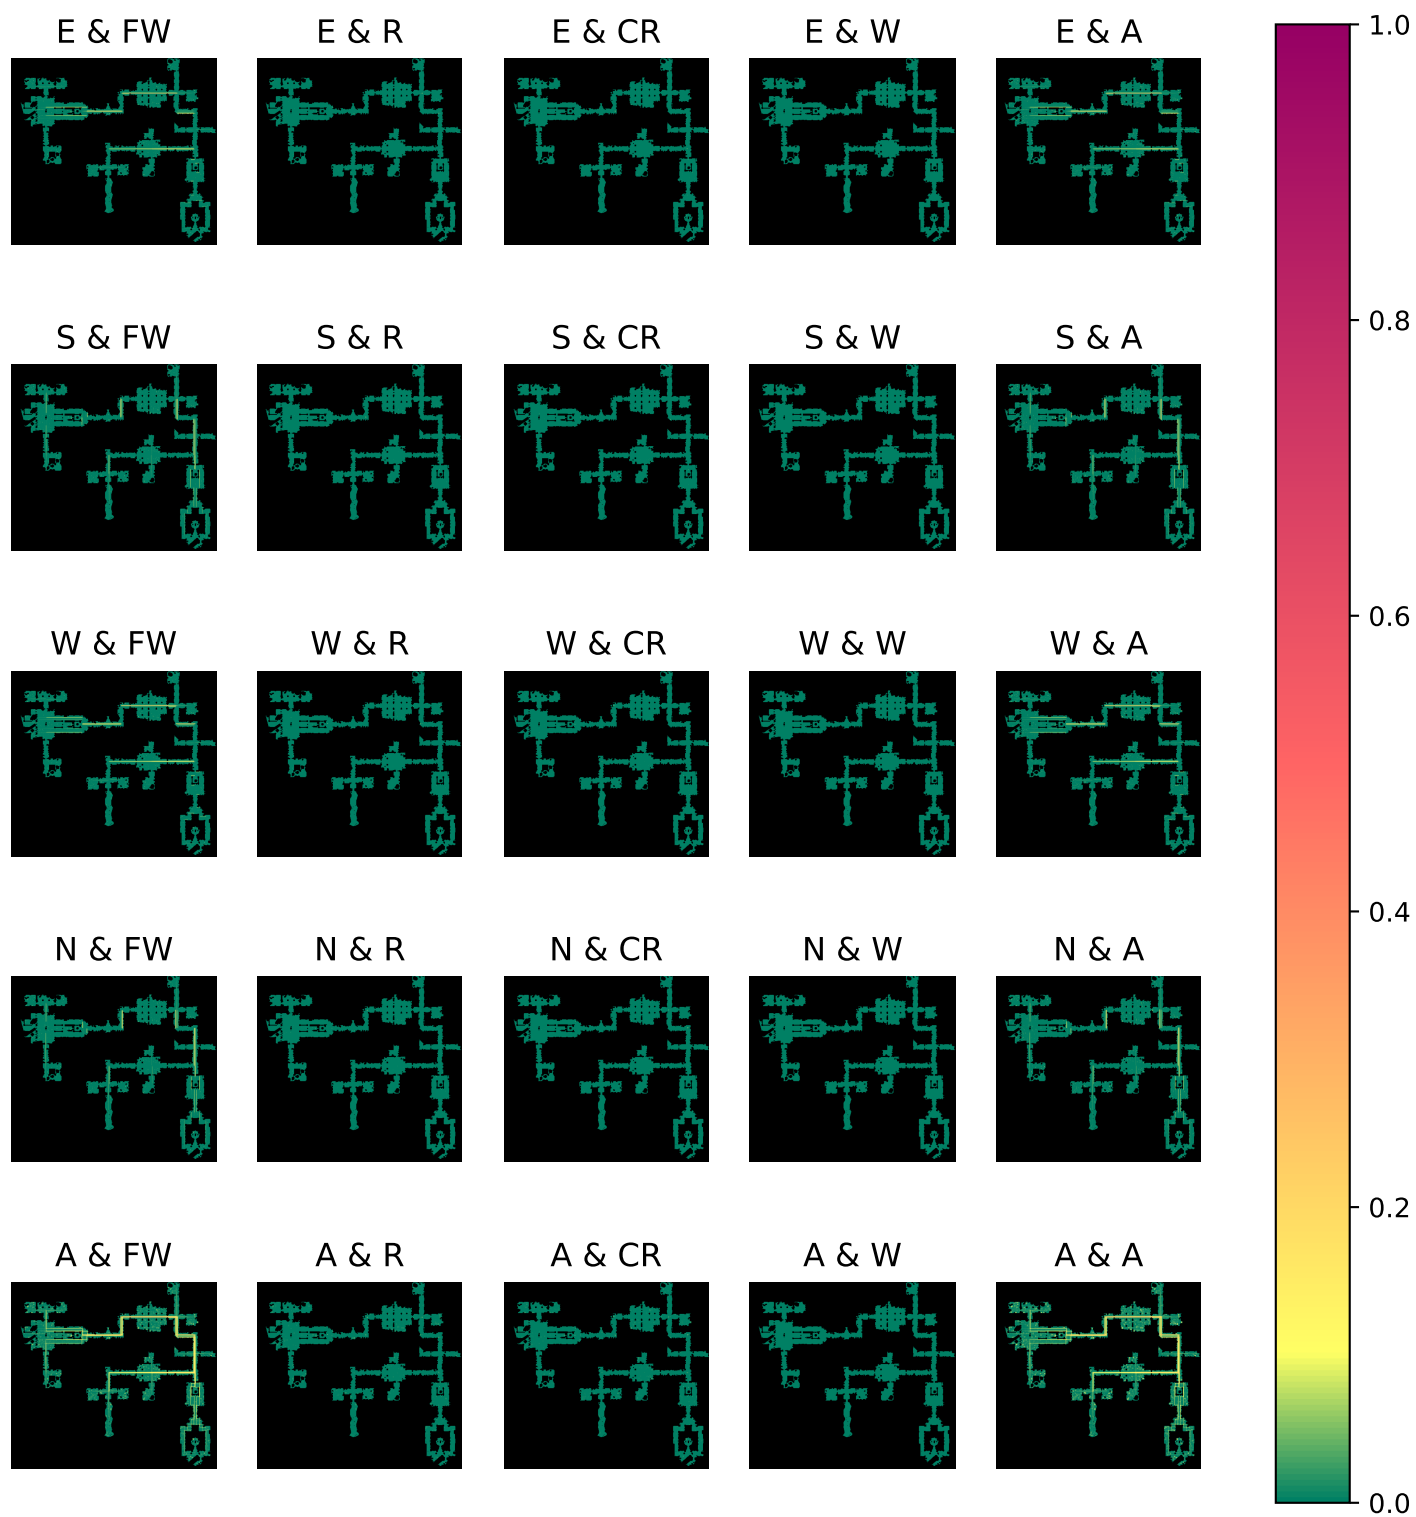 E & FW
E & R
E & CR
E & W
E & A
S & FW
S & R
S & CR
S & W
S & A
W & FW
W & R
W & CR
W & W
W & A
N & FW
N & R
N & CR
N & W
N & A
A & FW
A & R
A & CR
A & W
A & A
1.0
0.8
0.6
0.4
0.2
0.0